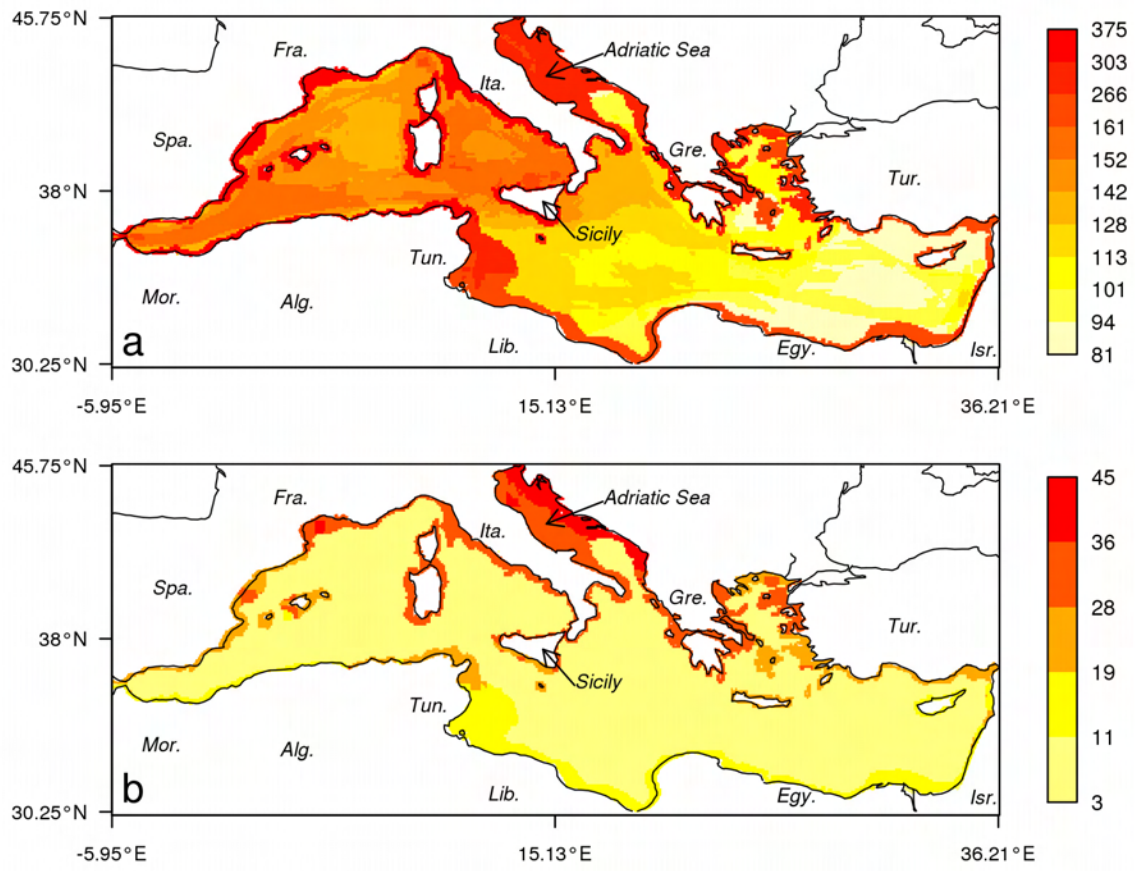 45.75°N
38°N
30.25°N
Fra.
Adriatic Sea
Ita.
Spa.
Gre.
Tur.
Sicily
Tun.
Mor.
Alg.
Lib.
Egy.
Isr.
a
-5.95°E
15.13°E
36.21°E
375
303
266
161
152
142
128
113
101
94
81
45.75°N
38°N
30.25°N
Fra.
Adriatic Sea
Ita.
Spa.
Gre.
Tur.
Sicily
Tun.
Mor.
Alg.
Lib.
Egy.
Isr.
b
-5.95°E
15.13°E
36.21°E
45
36
28
19
11
3